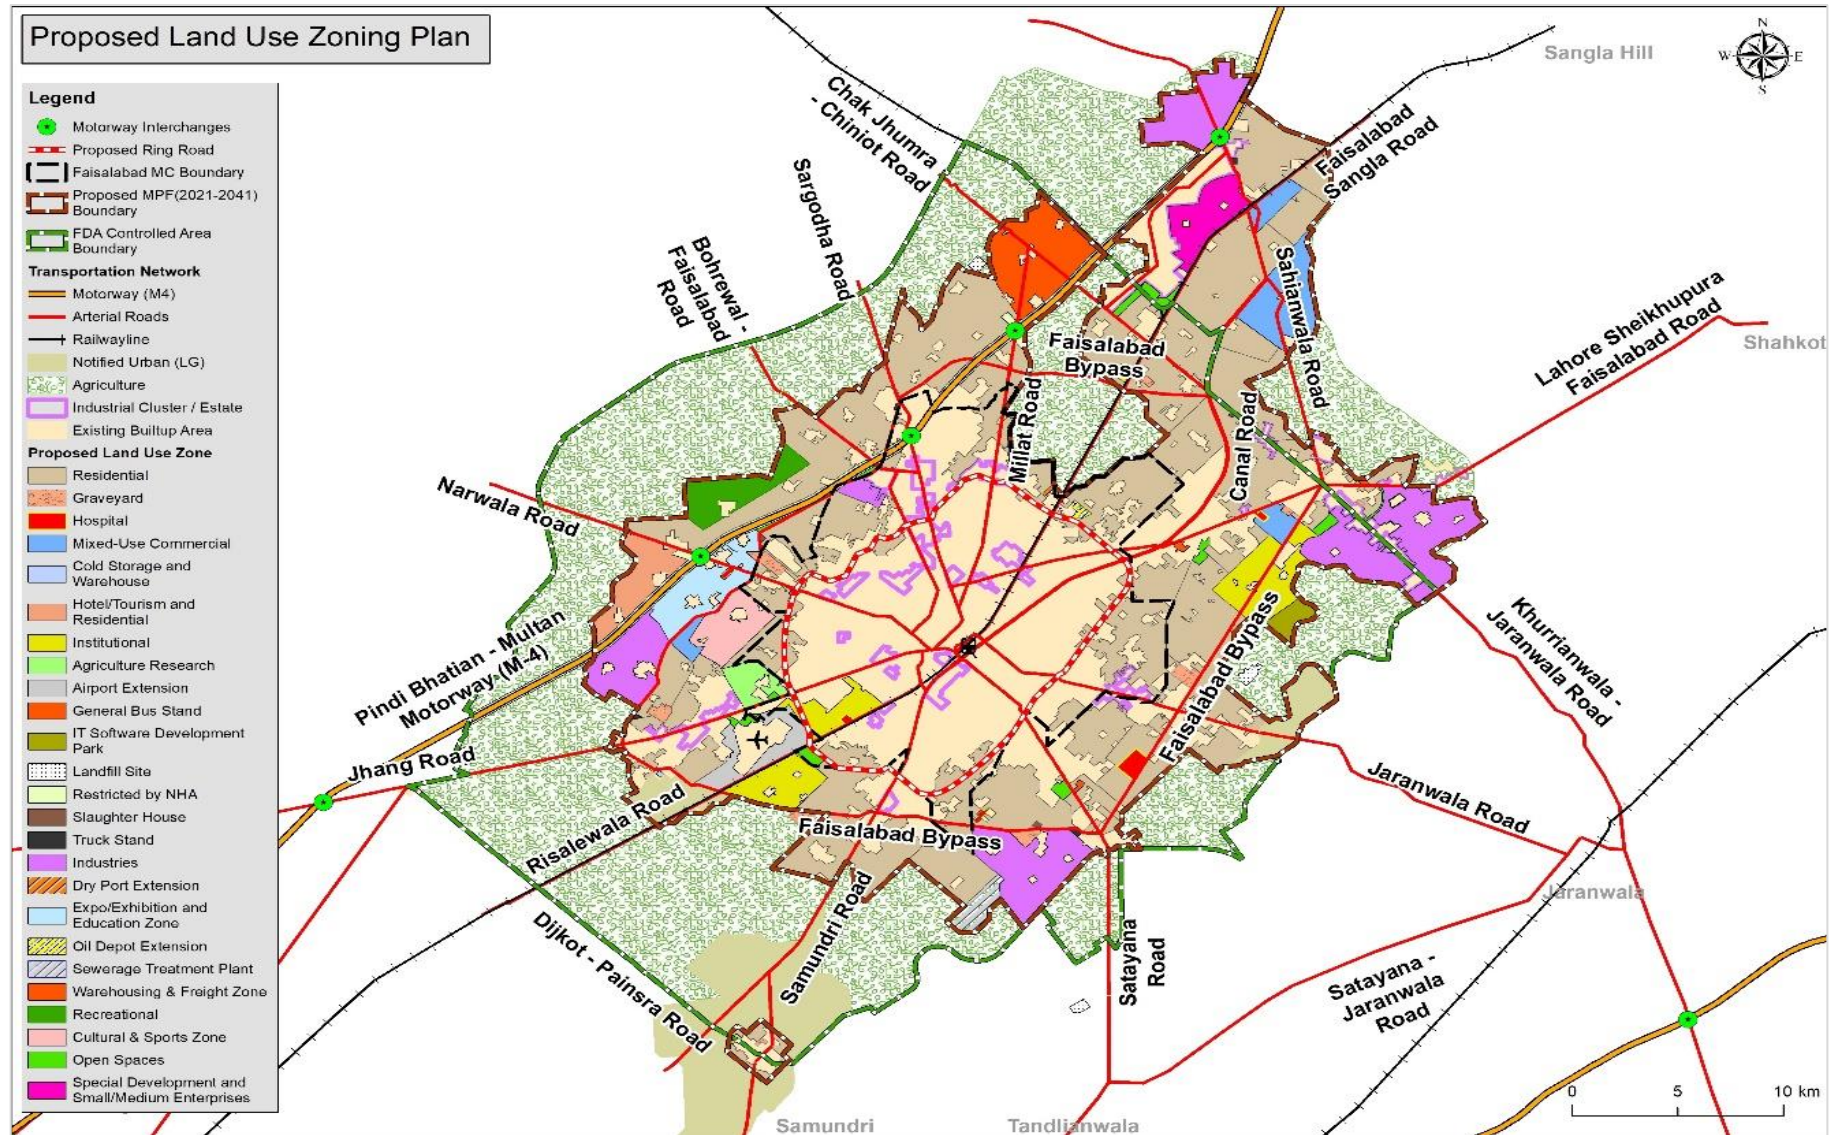 Proposed Land Use Zoning Plan
Legend
Motorway Interchanges
Proposed Ring Road
Faisalabad MC Boundary
Proposed MPF(2021-2041)
Boundary
FDA Controlled Area
Boundary
Transportation Network
Motorway (M4)
Arterial Roads
Railwayline
Notified Urban (LG)
Agriculture
Industrial Cluster / Estate
Existing Builtup Area
Proposed Land Use Zone
Residential
Graveyard
Hospital
Mixed-Use Commercial
Cold Storage and
Warehouse
Hotel/Tourism and
Residential
Institutional
Agriculture Research
Airport Extension
General Bus Stand
IT Software Development
Park
Landfill Site
Restricted by NHA
Slaughter House
Truck Stand
Industries
Dry Port Extension
Expo/Exhibition and
Education Zone
Oil Depot Extension
Sewerage Treatment Plant
Warehousing & Freight Zone
Recreational
Cultural & Sports Zone
Open Spaces
Special Development and
Small/Medium Enterprises
N
W
E
S
Sangla Hill
Chak Jhumra
- Chiniot Road
Faisalabad
Sangla Road
Sargodha Road
Bohrewal -
Faisalabad
Road
Sahianwala Road
Lahore Sheikhupura
Faisalabad Road
Shahkot
Faisalabad
Bypass
Millat Road
Canal Road
Narwala Road
Pindi Bhatian - Multan
Motorway (M-4)
Khurrianwala -
Jaranwala Road
Faisalabad Bypass
Jhang Road
Risalewala Road
Faisalabad Bypass
Jaranwala Road
Jaranwala
Dijkot - Painsra Road
Samundri Road
Satayana
Road
Satayana -
Jaranwala
Road
Samundri
Tandlianwala
0
5
10 km